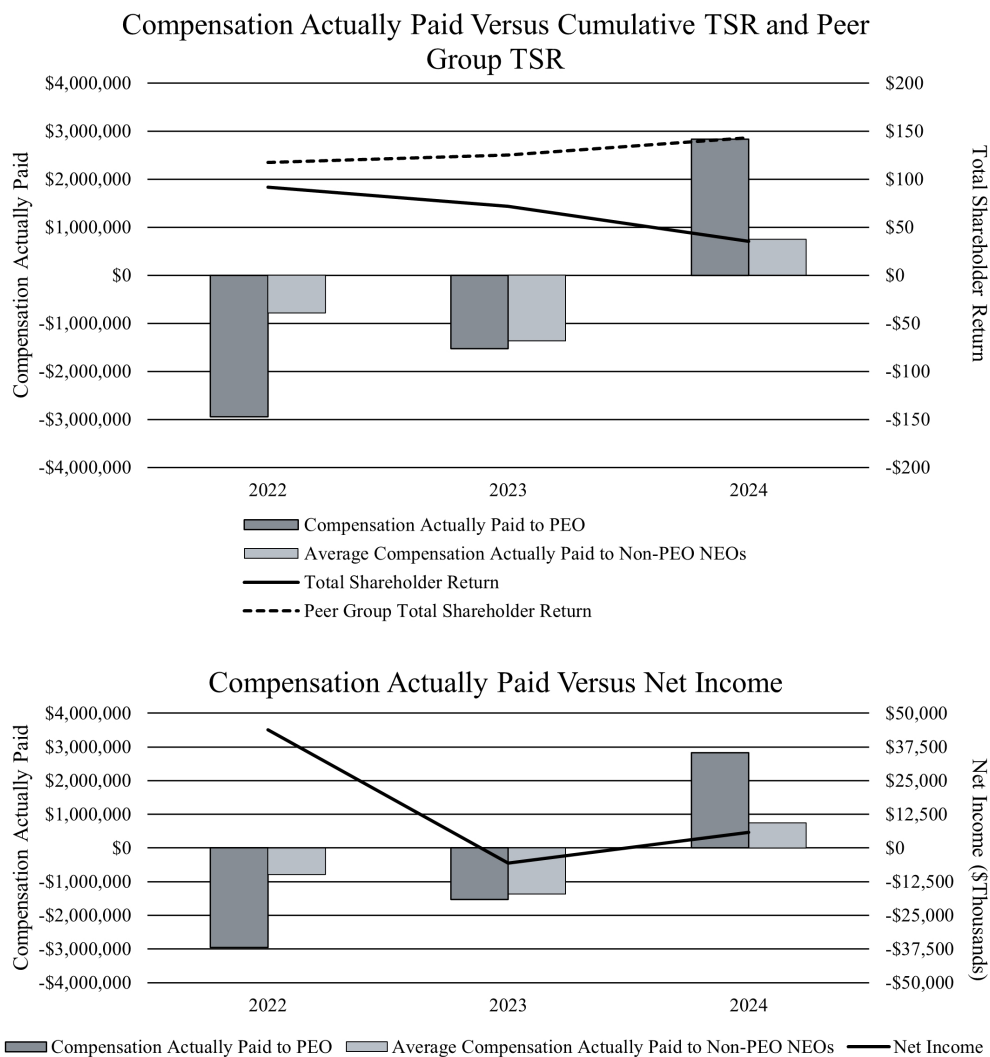 Compensation Actually Paid Versus Cumulative TSR and Peer
Group TSR
$4,000,000
$3,000,000
$2,000,000
$1,000,000
$0
-$1,000,000
-$2,000,000
-$3,000,000
-$4,000,000
Compensation Actually Paid
$200
$150
$100
$50
$0
-$50
-$100
-$150
-$200
Total Shareholder Return
2022 2023 2024
Compensation Actually Paid to PEO
Average Compensation Actually Paid to Non-PEO NEOs
Total Shareholder Return
Peer Group Total Shareholder Return
Compensation Actually Paid Versus Net Income
$4,000,000
$3,000,000
$2,000,000
$1,000,000
$0
-$1,000,000
-$2,000,000
-$3,000,000
-$4,000,000
Compensation Actually Paid
$50,000
$37,500
$25,000
$12,500
$0
-$12,500
-$25,000
-$37,500
-$50,000
Net Income ($Thousands)
2022 2023 2024
Compensation Actually Paid to PEO Average Compensation Actually Paid to Non-PEO NEOs Net Income